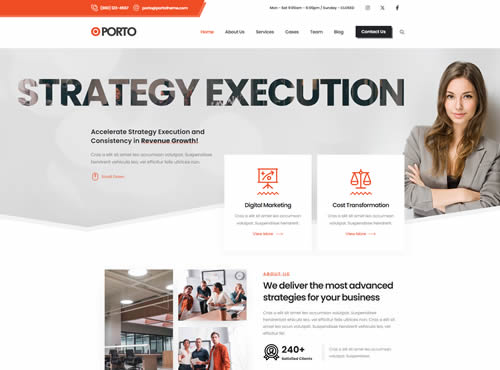 (800) 123-4567 porto@portotheme.com Mon - Sat 9:00am - 6:00pm / Sunday - CLOSED
PORTO Home About Us Services Cases Team Blog Contact Us
STRATEGY EXECUTION
Accelerate Strategy Execution and
Consistency in Revenue Growth!
Cras a elit sit amet leo accumsan volutpat. Suspendisse
hendrerit vehicula leo, vel efficitur felis ultrices non.
Scroll Down
Digital Marketing
Cras a elit sit amet leo accumsan
volutpat. Suspendisse hendrerit.
View More
Cost Transformation
Cras a elit sit amet leo accumsan
volutpat. Suspendisse hendrerit.
View More
ABOUT US
We deliver the most advanced
strategies for your business
Cras a elit sit amet leo accumsan volutpat. Suspendisse
hendrerit vehicula leo, vel efficitur felis ultrices non. Cras a elit
sit amet leo accumsan volutpat. Suspendisse hendrerit
vehicula leo, vel efficitur felis.
240+
Satisfied Clients
Cras a elit sit amet leo
accumsan. Suspendisse.